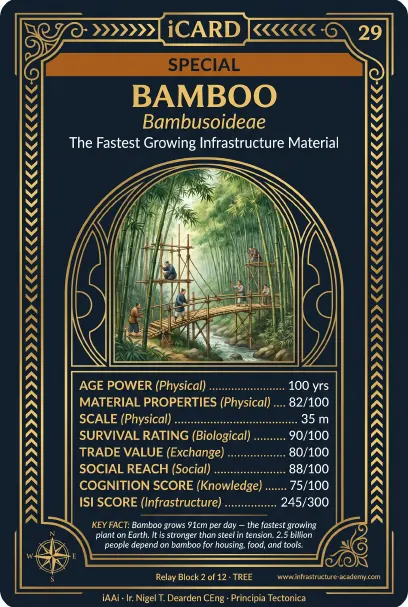 iCARD
29
SPECIAL
BAMBOO
Bambusoideae
The Fastest Growing Infrastructure Material
AGE POWER (Physical) ........................ 100 yrs
MATERIAL PROPERTIES (Physical) .... 82/100
SCALE (Physical) ........................................ 35 m
SURVIVAL RATING (Biological) .......... 90/100
TRADE VALUE (Exchange) ................... 80/100
SOCIAL REACH (Social) ........................ 88/100
COGNITION SCORE (Knowledge) ....... 75/100
ISI SCORE (Infrastructure) ................ 245/300
KEY FACT: Bamboo grows 91cm per day — the fastest growing
plant on Earth. It is stronger than steel in tension. 2.5 billion
people depend on bamboo for housing, food, and tools.
N
W E
S
Relay Block 2 of 12 · TREE
www.infrastructure-academy.com
iAAi · Ir. Nigel T. Dearden CEng · Principia Tectonica